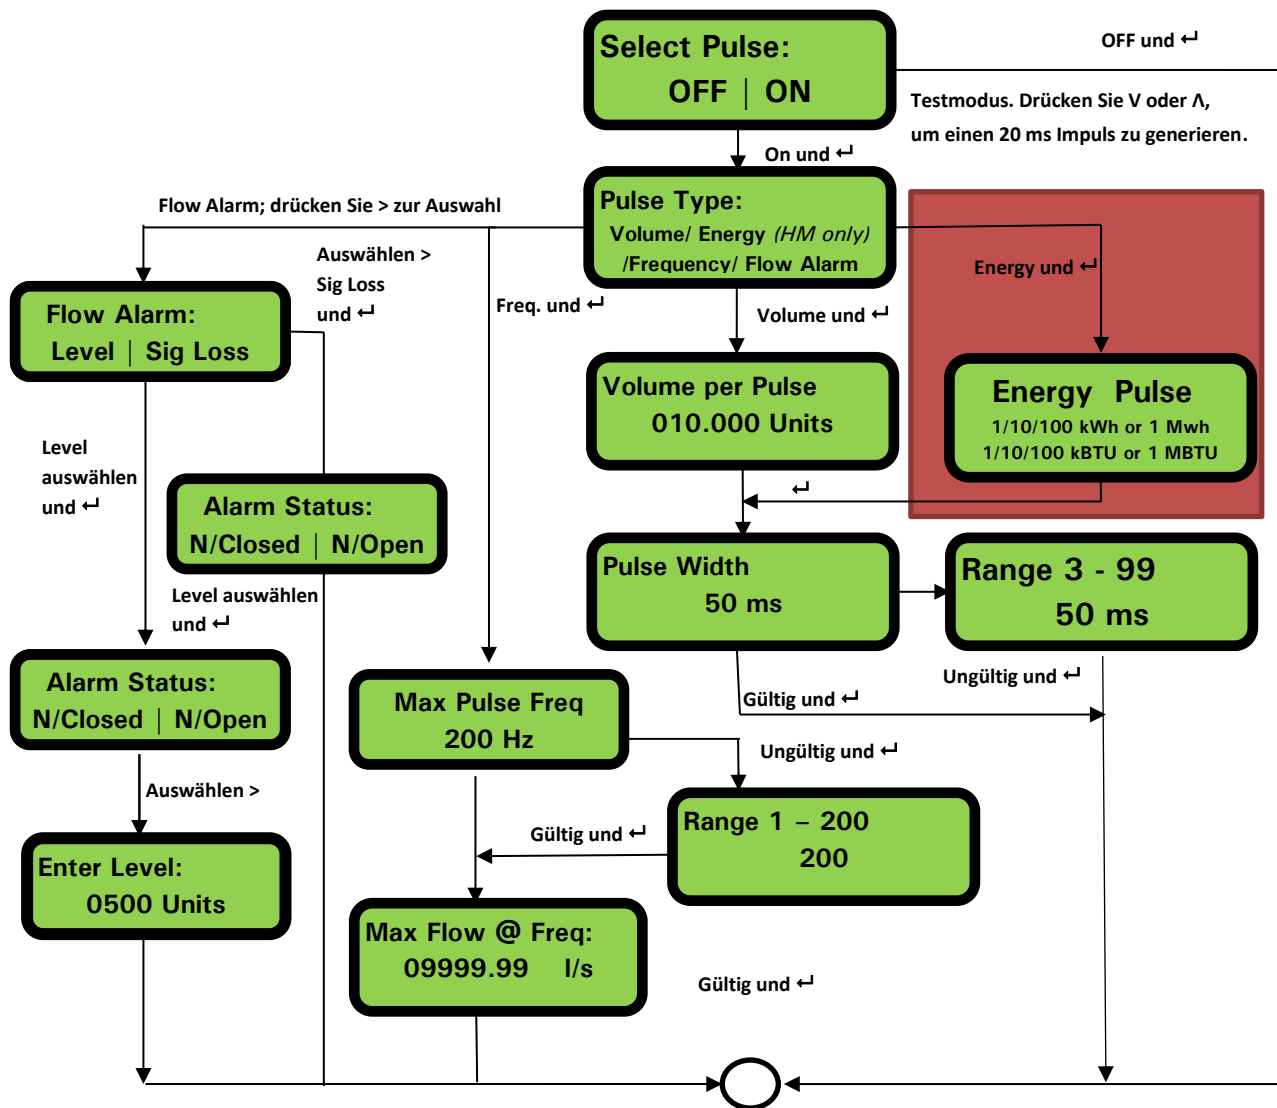 Select Pulse:
OFF | ON
OFF und ↵
Testmodus. Drücken Sie V oder Λ,
um einen 20 ms Impuls zu generieren.
On und ↵
Flow Alarm; drücken Sie > zur Auswahl
Pulse Type:
Volume/ Energy (HM only)
/Frequency/ Flow Alarm
Auswählen >
Sig Loss
und ↵
Energy und ↵
Freq. und ↵
Volume und ↵
Flow Alarm:
Level | Sig Loss
Volume per Pulse
010.000 Units
Energy Pulse
1/10/100 kWh or 1 Mwh
1/10/100 kBTU or 1 MBTU
Level
auswählen
und ↵
↵
Alarm Status:
N/Closed | N/Open
Pulse Width
50 ms
Range 3 - 99
50 ms
Level auswählen
und ↵
Ungültig und ↵
Alarm Status:
N/Closed | N/Open
Max Pulse Freq
200 Hz
Gültig und ↵
Ungültig und ↵
Auswählen >
Range 1 – 200
200
Gültig und ↵
Enter Level:
0500 Units
Max Flow @ Freq:
09999.99 l/s
Gültig und ↵